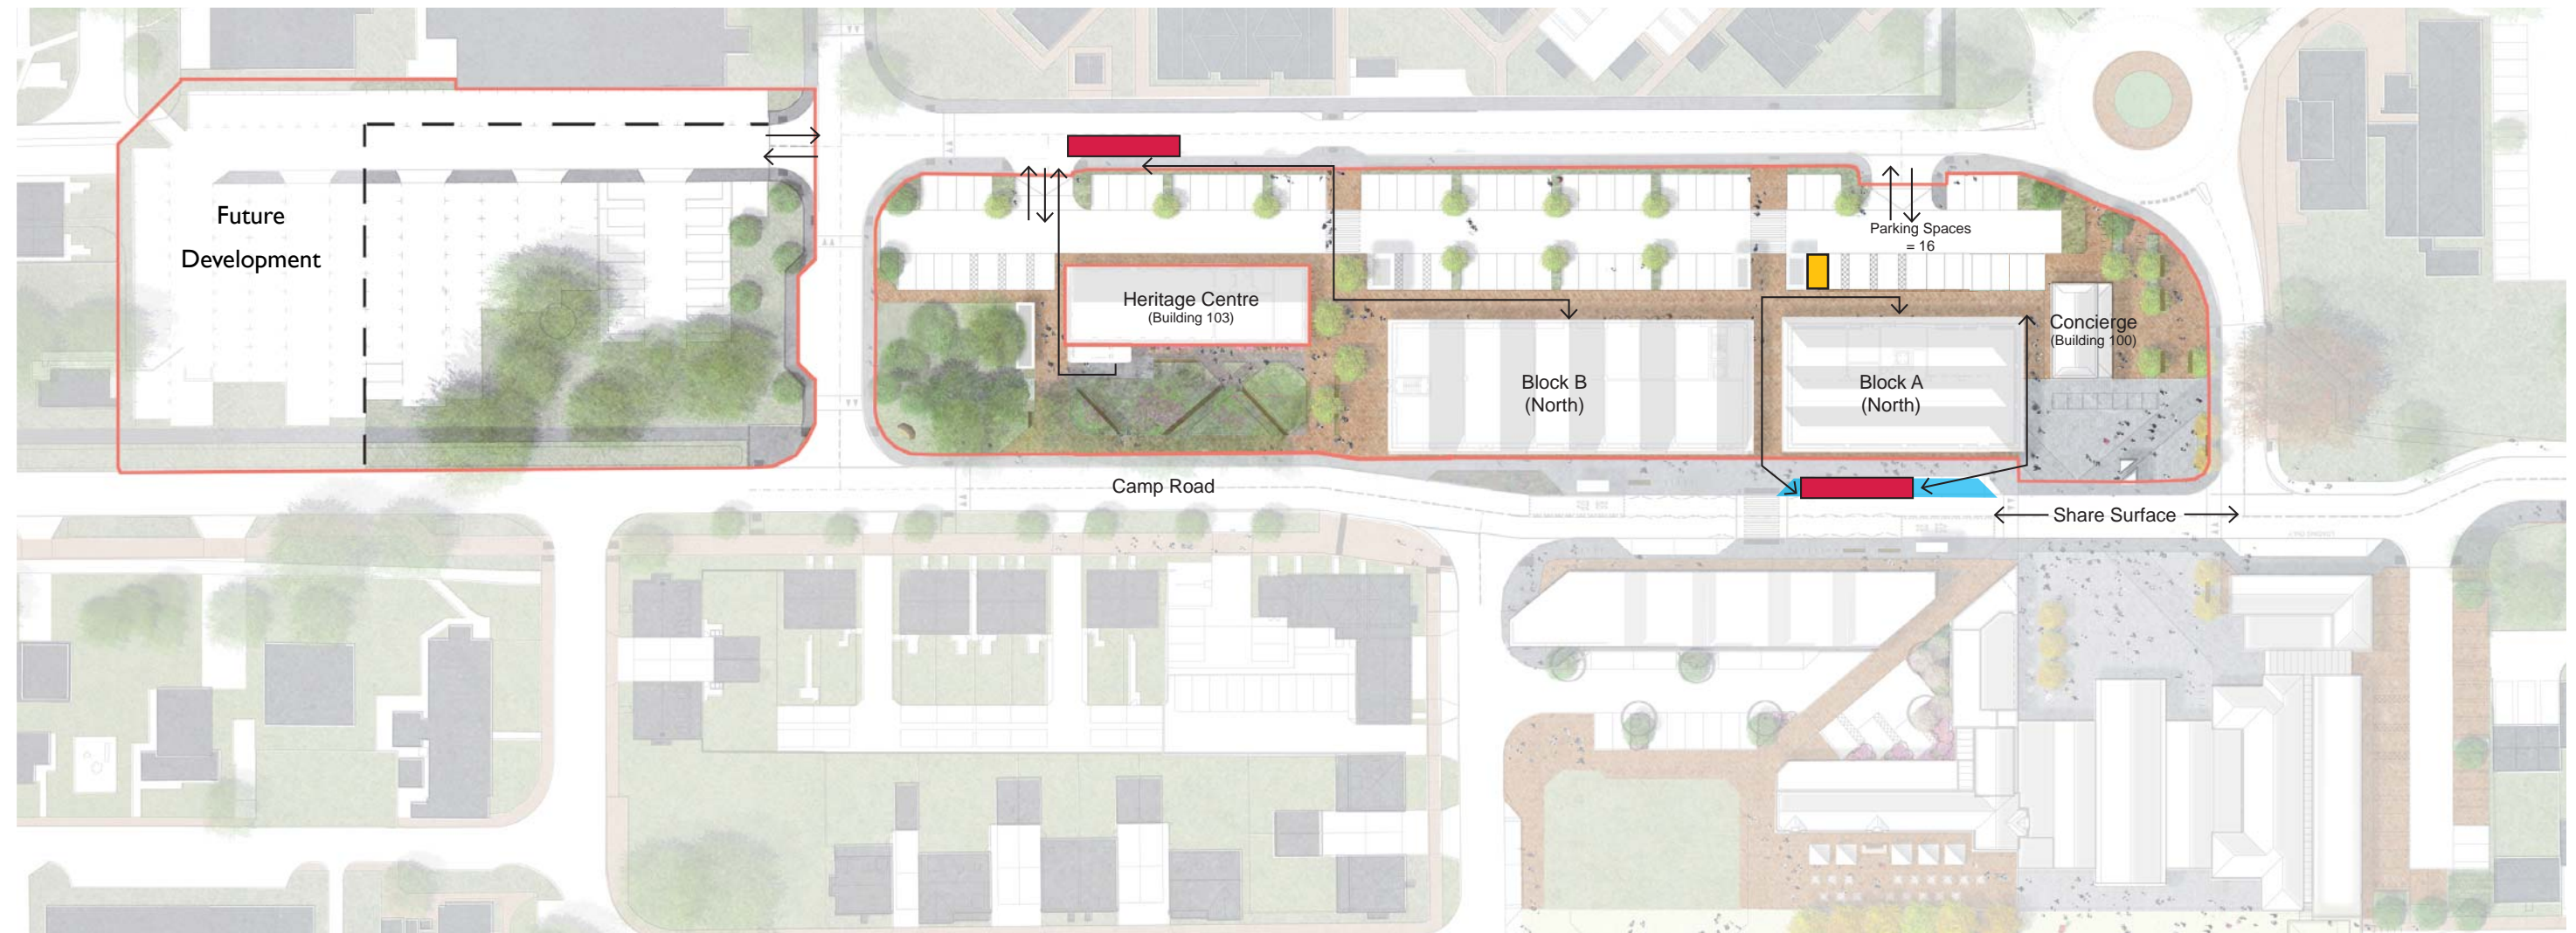 Future
Development
Parking Spaces
= 16
Heritage Centre
(Building 103)
Concierge
(Building 100)
Block B
(North)
Block A
(North)
Camp Road
Share Surface